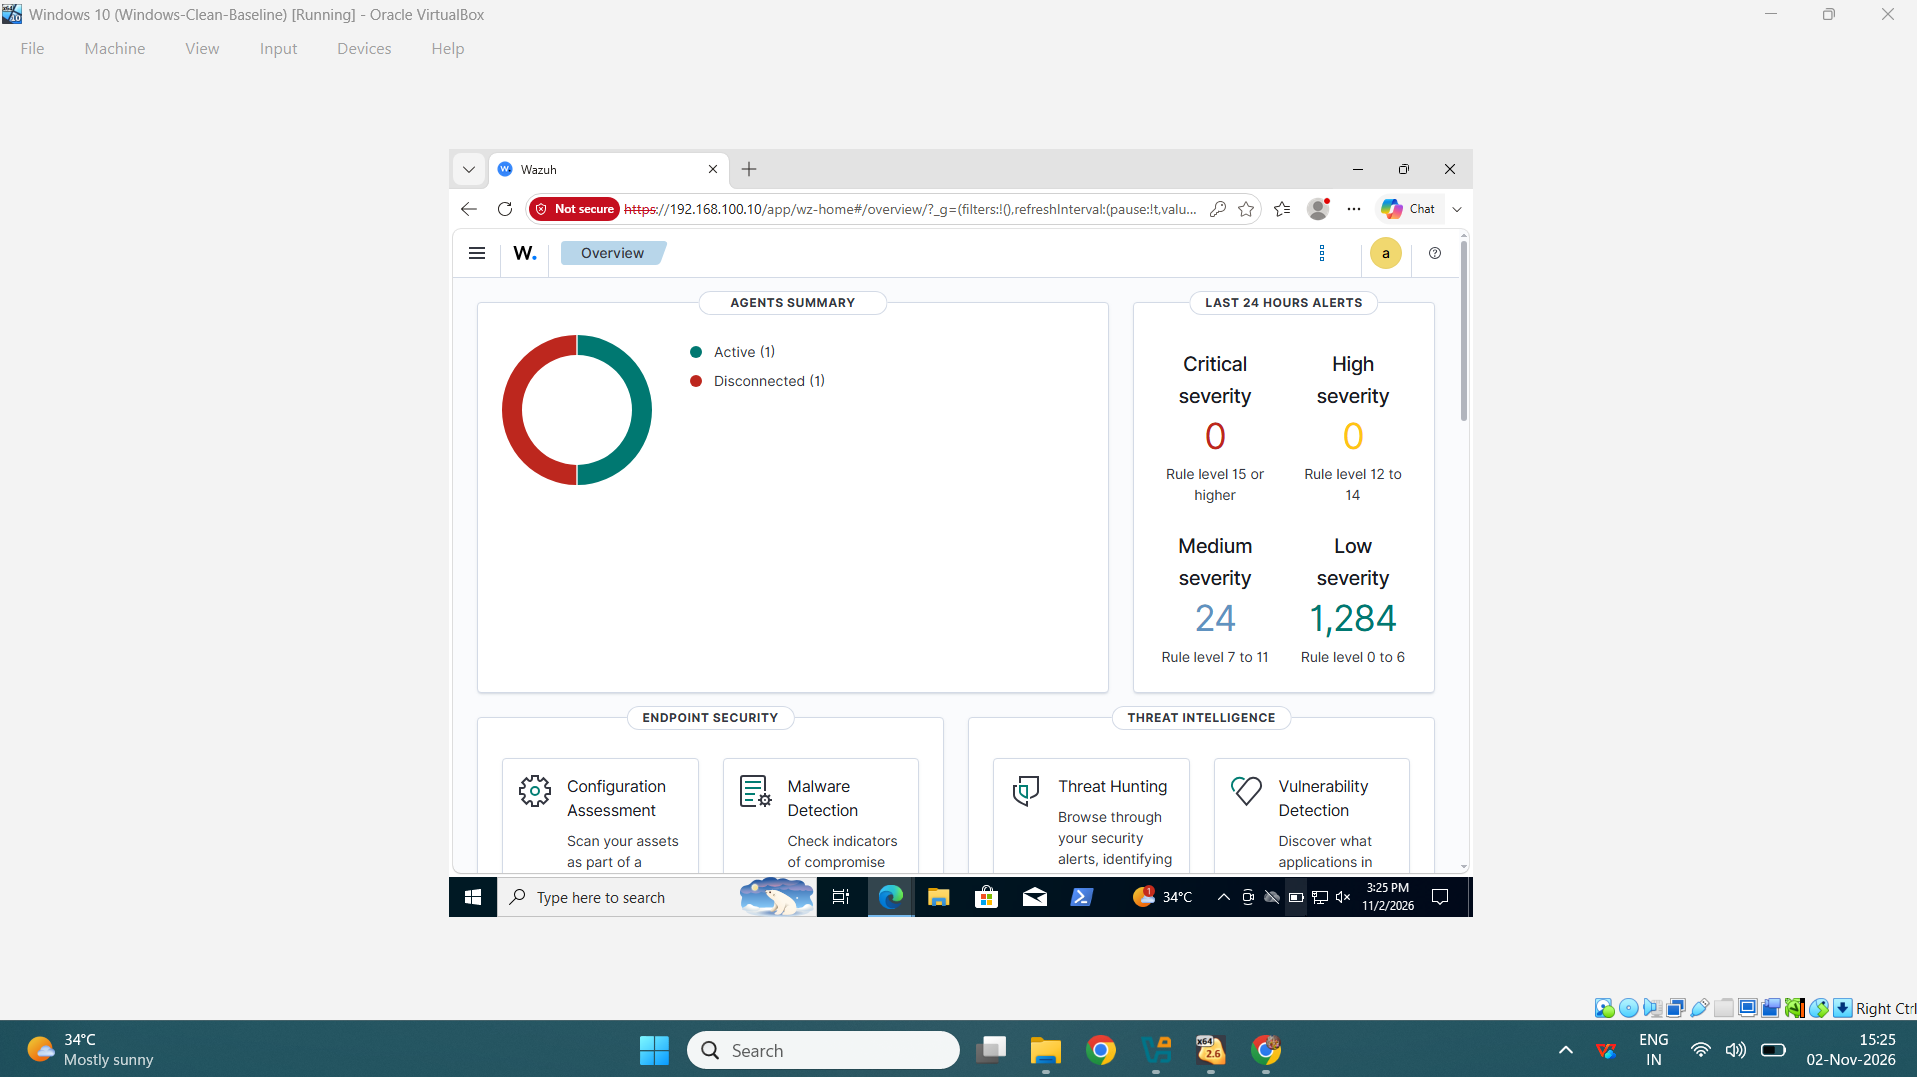 Windows 10 (Windows-Clean-Baseline) [Running] - Oracle VirtualBox
File Machine View Input Devices Help
Wazuh
Not secure https://192.168.100.10/app/wz-home#/overview/?_g=(filters:!(),refreshInterval:(pause:!t,valu... Chat
W. Overview a
AGENTS SUMMARY
Active (1)
Disconnected (1)
LAST 24 HOURS ALERTS
Critical
severity
0
Rule level 15 or
higher
High
severity
0
Rule level 12 to
14
Medium
severity
24
Rule level 7 to 11
Low
severity
1,284
Rule level 0 to 6
ENDPOINT SECURITY
Configuration
Assessment
Scan your assets
as part of a
Malware
Detection
Check indicators
of compromise
THREAT INTELLIGENCE
Threat Hunting
Browse through
your security
alerts, identifying
Vulnerability
Detection
Discover what
applications in
Type here to search
1
34°C
3:25 PM
11/2/2026
Right Ctrl
34°C
Mostly sunny
Search
x64
2.6
ENG
IN
15:25
02-Nov-2026